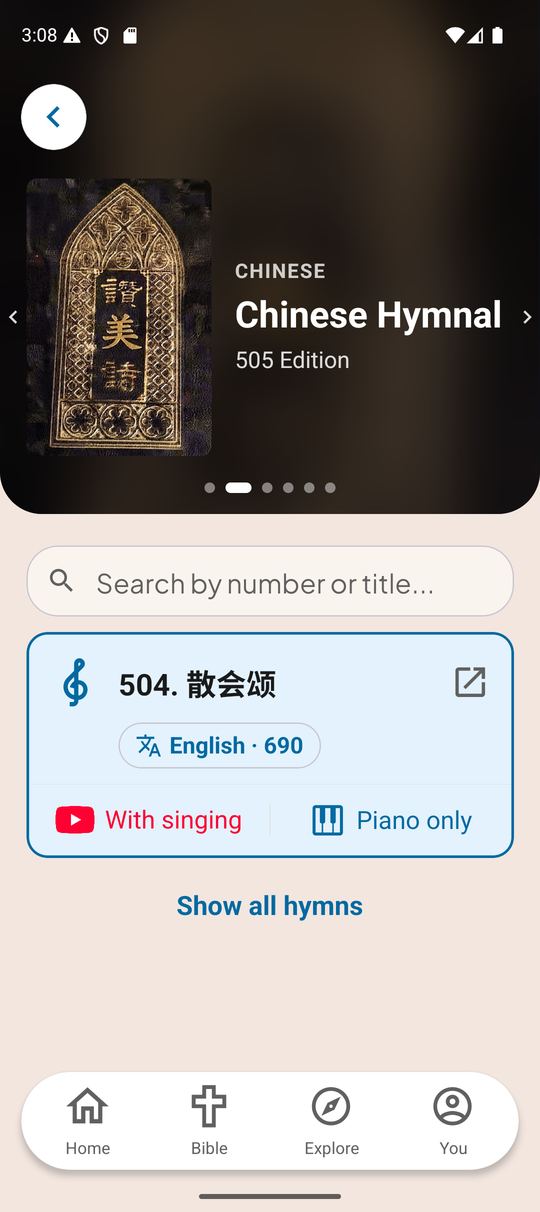 3:08
讚
美
詩
CHINESE
Chinese Hymnal
505 Edition
Search by number or title...
504. 散会颂
English · 690
With singing
Piano only
Show all hymns
Home
Bible
Explore
You